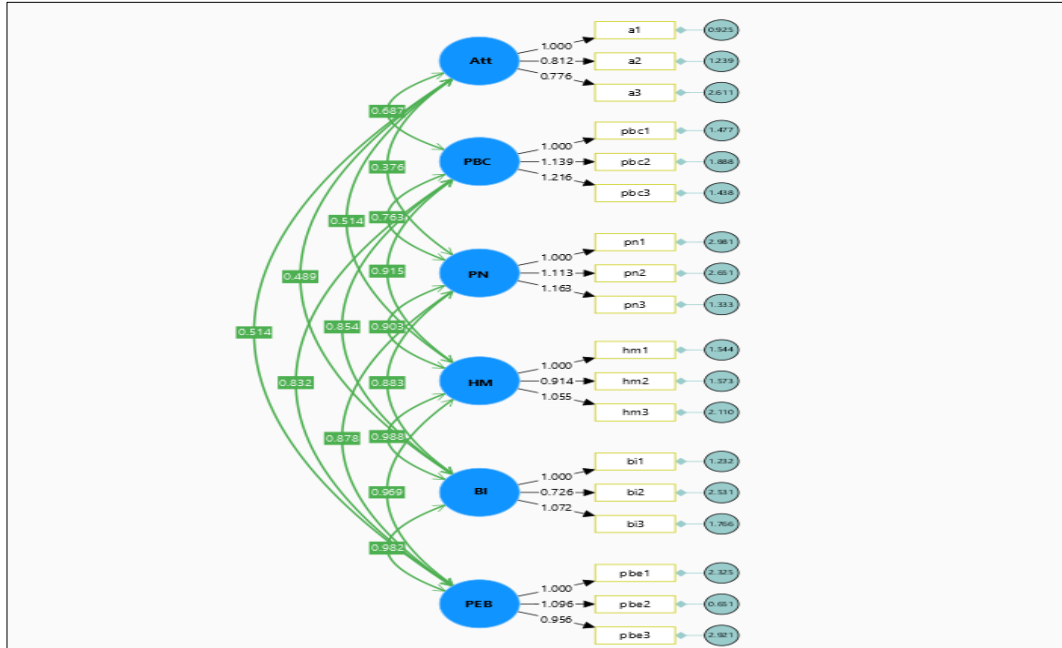 a1
0.925
1.000
Att
0.812
a2
1.239
0.776
a3
2.611
0.687
pbc1
1.477
1.000
PBC
1.139
pbc2
1.888
0.376
1.216
pbc3
1.438
0.763
0.514
pn1
2.981
1.000
0.915
PN
1.113
pn2
2.651
0.489
1.163
pn3
1.333
0.903
0.854
0.514
hm1
1.544
1.000
0.832
0.883
HM
0.914
hm2
1.573
1.055
hm3
2.110
0.988
0.878
bi1
1.232
1.000
0.969
BI
0.726
bi2
2.531
1.072
bi3
1.766
0.982
pbe1
2.325
1.000
PEB
1.096
pbe2
0.651
0.956
pbe3
2.921